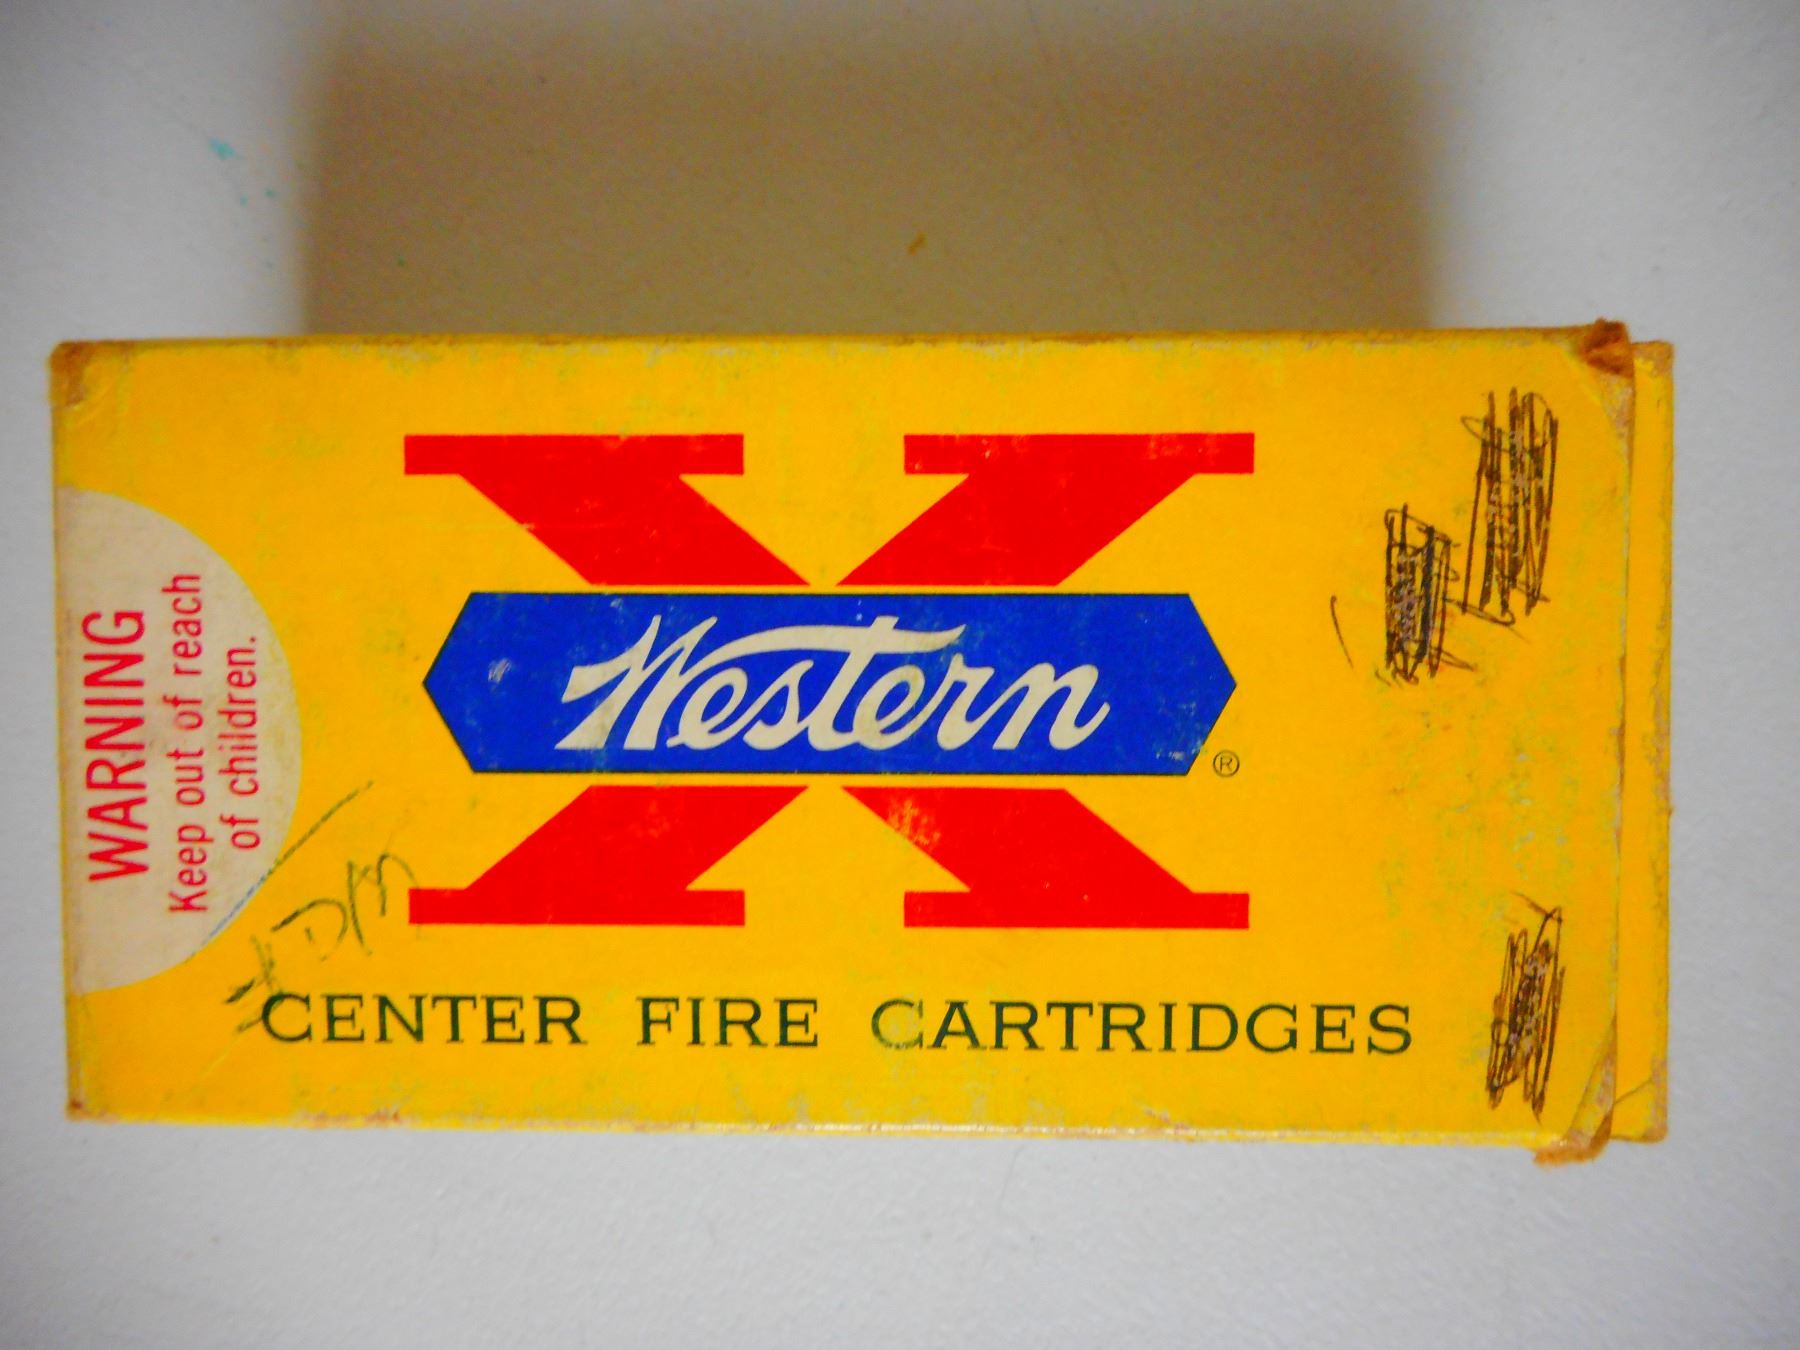 WARNING
Keep out of reach
of children.
Western
®
CENTER FIRE CARTRIDGES